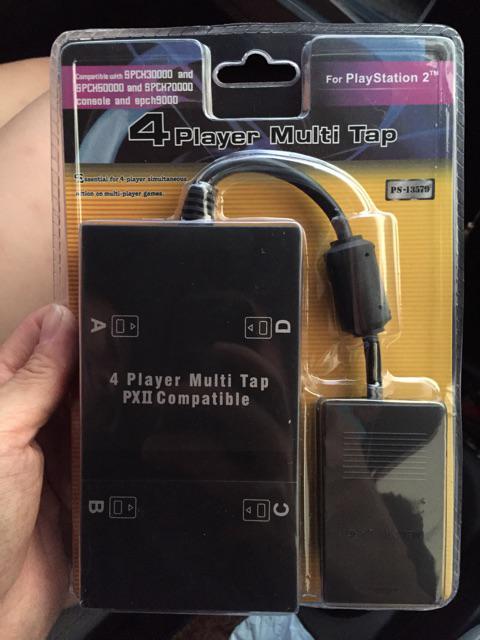 Compatible with SPCH30000 and
SPCH50000 and SPCH70000
console and spch9000
For PlayStation 2™
4 Player Multi Tap
Essential for 4-player simultaneous
action on multi-player games.
PS-13579
A
D
4 Player Multi Tap
PXII Compatible
B
C